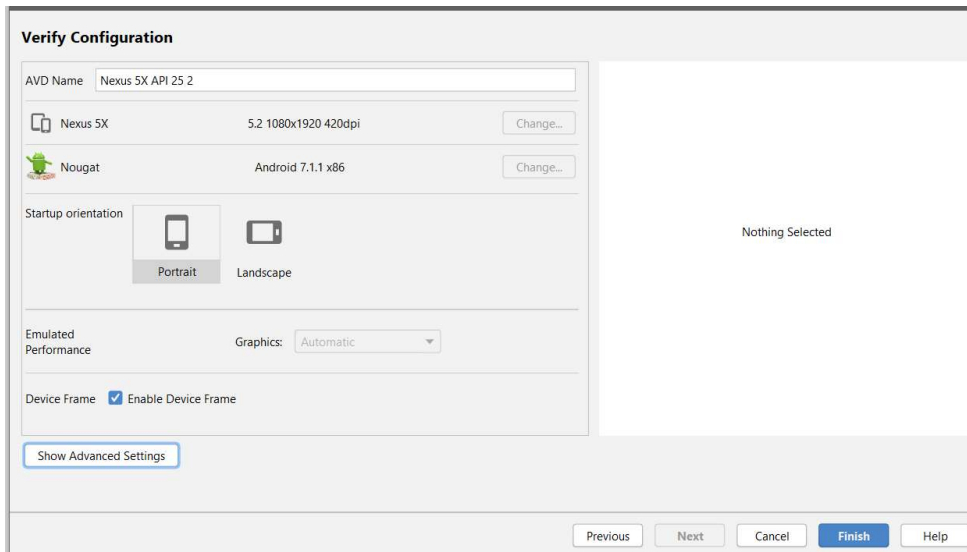 Verify Configuration
AVD Name Nexus 5X API 25 2
Nexus 5X 5.2 1080x1920 420dpi Change...
Nougat Android 7.1.1 x86 Change...
Startup orientation
Portrait Landscape
Nothing Selected
Emulated
Performance
Graphics: Automatic
Device Frame Enable Device Frame
Show Advanced Settings
Previous Next Cancel Finish Help